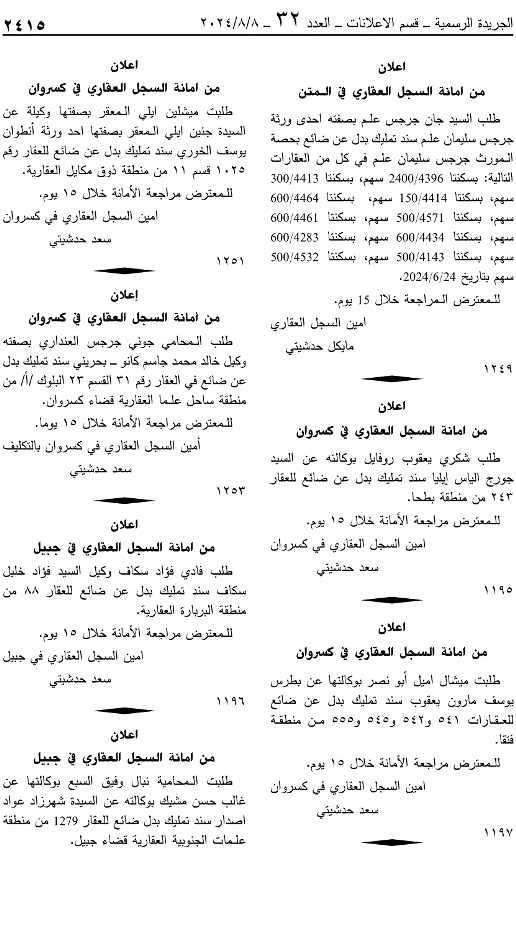 الجريدة الرسمية ــ قسم الاعلانات ــ العدد ٣٢ ــ ٢٠٢٤/٨/٨
٢٤١٥
اعلان
من امانة السجل العقاري في المتن
طلب السيد جان جرجس علم بصفته احدى ورثة
جرجس سليمان علم سند تمليك بدل عن ضائع بحصة
المورث جرجس سليمان علم في كل من العقارات
التالية: بسكنتا 2400/4396 سهم، بسكنتا 300/4413
سهم، بسكنتا 150/4414 سهم، بسكنتا 600/4464
سهم، بسكنتا 500/4571 سهم، بسكنتا 600/4461
سهم، بسكنتا 600/4434 سهم، بسكنتا 600/4283
سهم، بسكنتا 500/5143 سهم، بسكنتا 500/4532
سهم بتاريخ 2024/6/24.
للمعترض المراجعة خلال 15 يوم.
امين السجل العقاري
مايكل حدشيتي
١٢٤٩
اعلان
من امانة السجل العقاري في كسروان
طلب شكري يعقوب روفايل بوكالته عن السيد
جورج الياس إيليا سند تمليك بدل عن ضائع للعقار
٢٤٣ من منطقة بطحا.
للمعترض مراجعة الأمانة خلال ١٥ يوم.
امين السجل العقاري في كسروان
سعد حدشيتي
١١٩٥
اعلان
من امانة السجل العقاري في كسروان
طلبت ميشال اميل أبو نصر بوكالتها عن بطرس
يوسف مارون يعقوب سند تمليك بدل عن ضائع
للعقارات ٥٤١ و٥٤٢ و٥٤٥ و٥٥٥ من منطقة
فتقا.
للمعترض مراجعة الأمانة خلال ١٥ يوم.
امين السجل العقاري في كسروان
سعد حدشيتي
١١٩٧
اعلان
من امانة السجل العقاري في كسروان
طلبت ميشلين ايلي المعقر بصفتها وكيلة عن
السيدة جنين ايلي المعقر بصفتها احد ورثة أنطوان
يوسف الخوري سند تمليك بدل عن ضائع للعقار رقم
١٠٢٥ قسم ١١ من منطقة ذوق مكايل العقارية.
للمعترض مراجعة الأمانة خلال ١٥ يوم.
امين السجل العقاري في كسروان
سعد حدشيتي
١٢٥١
إعلان
من أمانة السجل العقاري في كسروان
طلب المحامي جوني جرجس العنداري بصفته
وكيل خالد محمد جاسم كانو ــ بحريني سند تمليك بدل
عن ضائع في العقار رقم ٣١ القسم ٢٣ البلوك /أ/ من
منطقة ساحل علما العقارية قضاء كسروان.
للمعترض مراجعة الأمانة خلال ١٥ يوما.
أمين السجل العقاري في كسروان بالتكليف
سعد حدشيتي
١٢٥٣
اعلان
من امانة السجل العقاري في جبيل
طلب فادي فؤاد سكاف وكيل السيد فؤاد خليل
سكاف سند تمليك بدل عن ضائع للعقار ٨٨ من
منطقة البربارة العقارية.
للمعترض مراجعة الأمانة خلال ١٥ يوم.
امين السجل العقاري في جبيل
سعد حدشيتي
١١٩٦
اعلان
من امانة السجل العقاري في جبيل
طلبت المحامية نبال وفيق السبع بوكالتها عن
غالب حسن مشيك بوكالته عن السيدة شهرزاد عواد
اصدار سند تمليك بدل ضائع للعقار 1279 من منطقة
علمات الجنوبية العقارية قضاء جبيل.